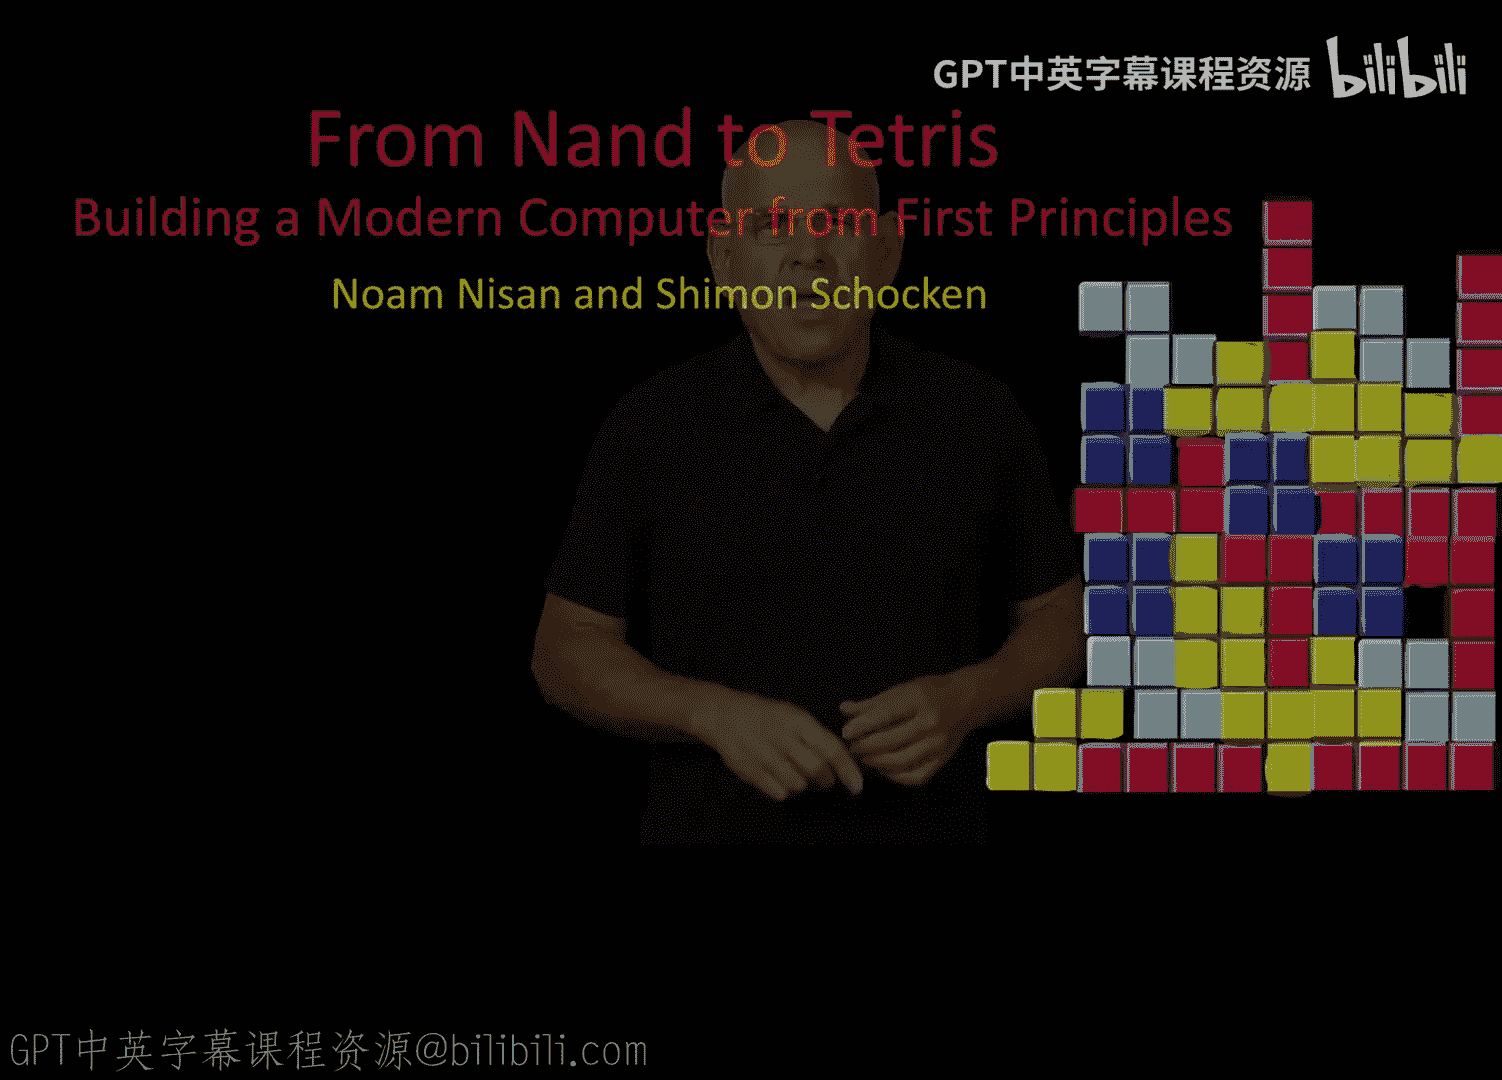 GPT中英字幕课程资源 bilibili
From Nand to Tetris
Building a Modern Computer from First Principles
Noam Nisan and Shimon Schocken
GPT中英字幕课程资源@bilibili.com